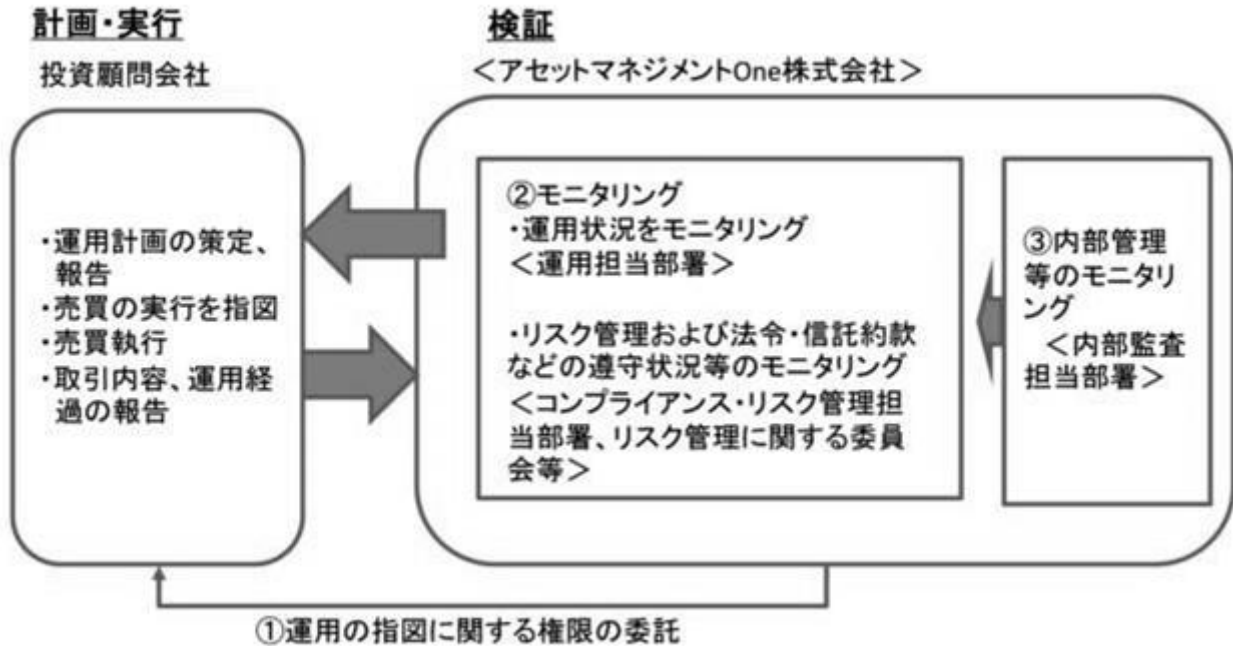 計画・実行
投資顧問会社
・運用計画の策定、
報告
・売買の実行を指図
・売買執行
・取引内容、運用経
過の報告
検証
＜アセットマネジメントOne株式会社＞
②モニタリング
・運用状況をモニタリング
＜運用担当部署＞
・リスク管理および法令・信託約款
などの遵守状況等のモニタリング
＜コンプライアンス・リスク管理担
当部署、リスク管理に関する委員
会等＞
③内部管理
等のモニタリ
ング
＜内部監査
担当部署＞
①運用の指図に関する権限の委託